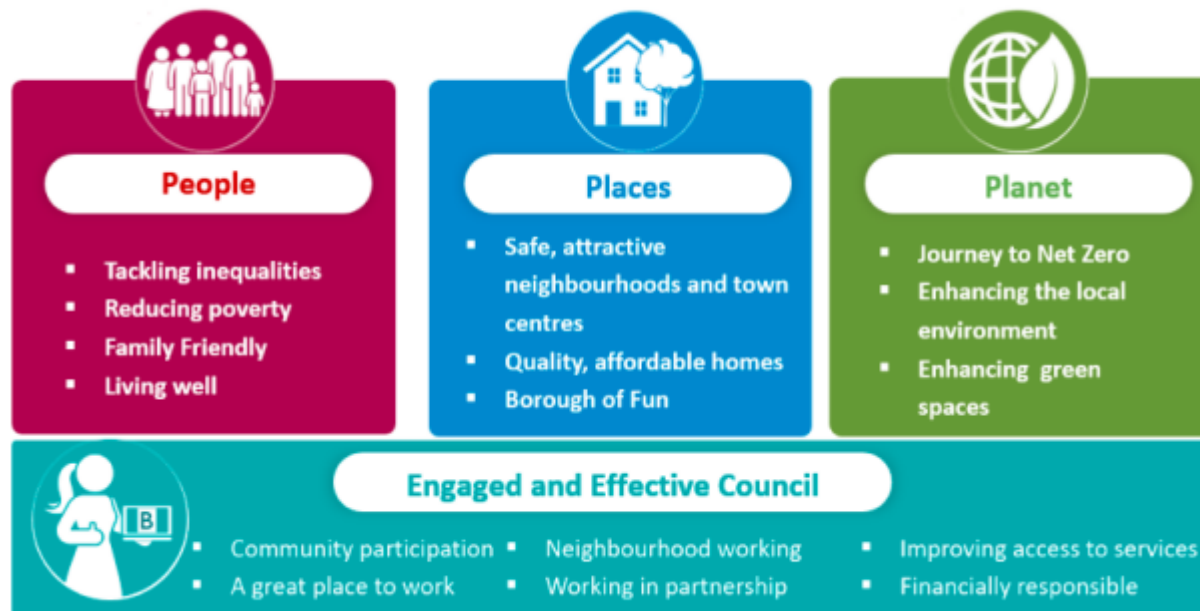 People
▪ Tackling inequalities
▪ Reducing poverty
▪ Family Friendly
▪ Living well
Places
▪ Safe, attractive
neighbourhoods and town
centres
▪ Quality, affordable homes
▪ Borough of Fun
Planet
▪ Journey to Net Zero
▪ Enhancing the local
environment
▪ Enhancing green
spaces
B
Engaged and Effective Council
▪ Community participation
▪ A great place to work
▪ Neighbourhood working
▪ Working in partnership
▪ Improving access to services
▪ Financially responsible